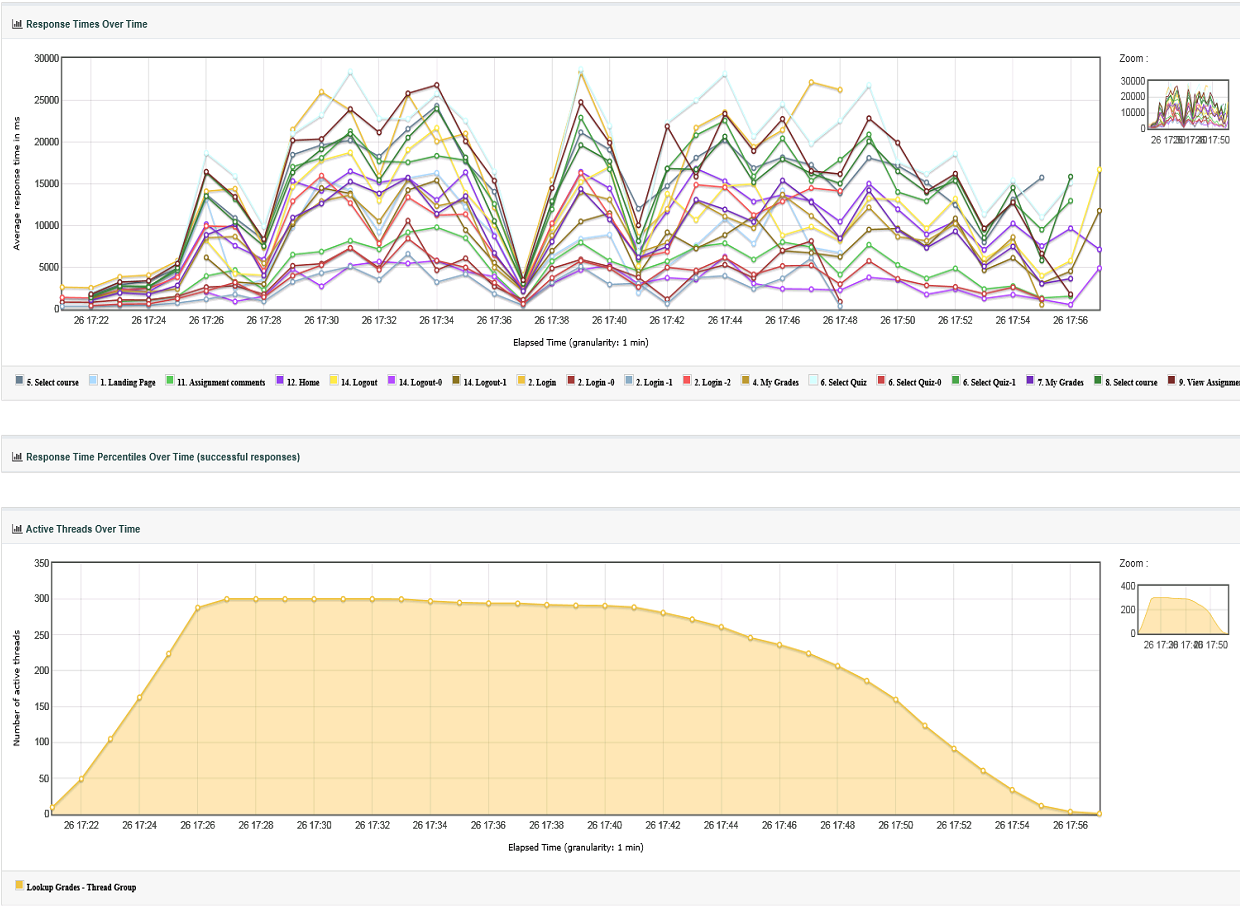 Response Times Over Time
Zoom :
Average response time in ms
30000
25000
20000
15000
10000
5000
0
26 17:22 26 17:24 26 17:26 26 17:28 26 17:30 26 17:32 26 17:34 26 17:36 26 17:38 26 17:40 26 17:42 26 17:44 26 17:46 26 17:48 26 17:50 26 17:52 26 17:54 26 17:56
Elapsed Time (granularity: 1 min)
30000
20000
10000
0
5. Select course 1. Landing Page 11. Assignment comments 12. Home 14. Logout 14. Logout-0 14. Logout-1 2. Login 2. Login -0 2. Login -1 2. Login -2 4. My Grades 6. Select Quiz 6. Select Quiz-0 6. Select Quiz-1 7. My Grades 8. Select course 9. View Assignme
Response Time Percentiles Over Time (successful responses)
Active Threads Over Time
Zoom :
Number of active threads
350
300
250
200
150
100
50
0
26 17:22 26 17:24 26 17:26 26 17:28 26 17:30 26 17:32 26 17:34 26 17:36 26 17:38 26 17:40 26 17:42 26 17:44 26 17:46 26 17:48 26 17:50 26 17:52 26 17:54 26 17:56
Elapsed Time (granularity: 1 min)
400
200
0
Lookup Grades - Thread Group